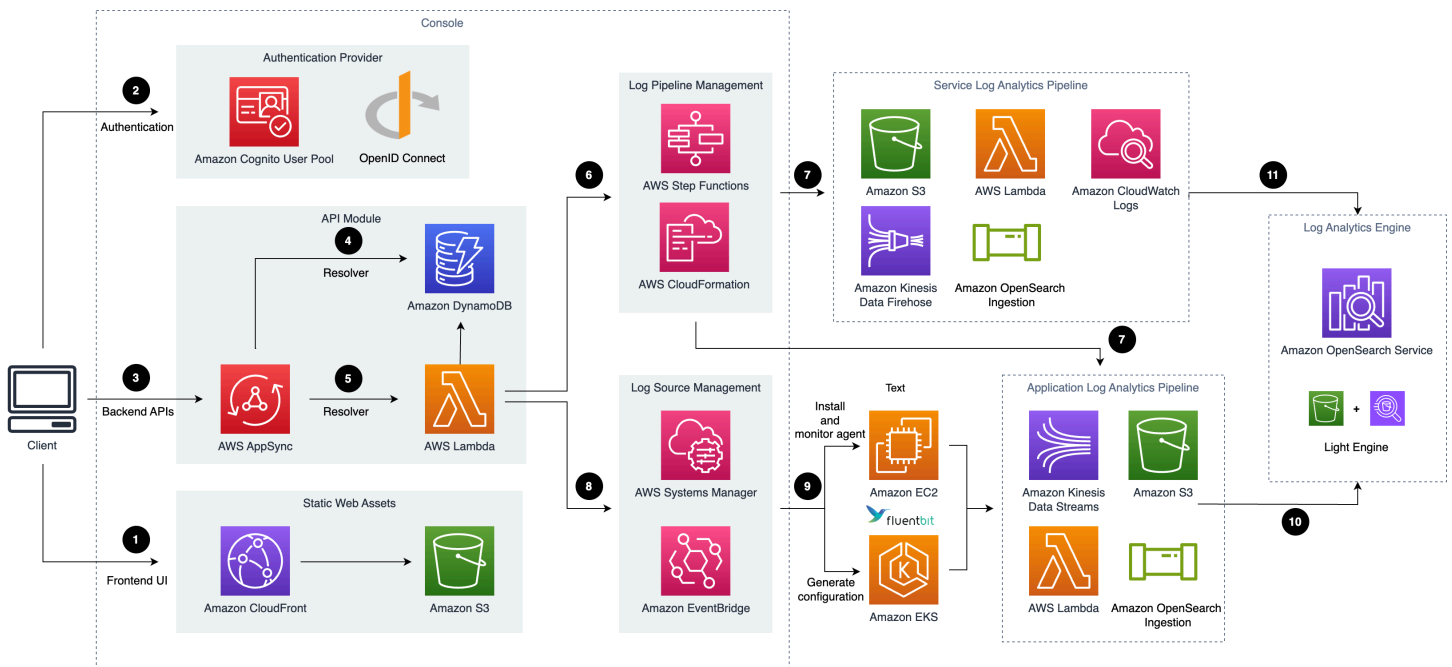 Console
Authentication Provider
2
Authentication
Amazon Cognito User Pool
OpenID Connect
API Module
4
Resolver
Amazon DynamoDB
Client
3
Backend APIs
AWS AppSync
5
Resolver
AWS Lambda
Static Web Assets
1
Frontend UI
Amazon CloudFront
Amazon S3
6
Log Pipeline Management
AWS Step Functions
AWS CloudFormation
7
Service Log Analytics Pipeline
Amazon S3
AWS Lambda
Amazon CloudWatch
Logs
Amazon Kinesis
Data Firehose
Amazon OpenSearch
Ingestion
7
8
Log Source Management
AWS Systems Manager
Amazon EventBridge
9
Text
Install
and
monitor agent
Amazon EC2
fluentbit
Generate
configuration
K
Amazon EKS
Application Log Analytics Pipeline
Amazon Kinesis
Data Streams
Amazon S3
AWS Lambda
Amazon OpenSearch
Ingestion
10
11
Log Analytics Engine
Amazon OpenSearch Service
+
Light Engine